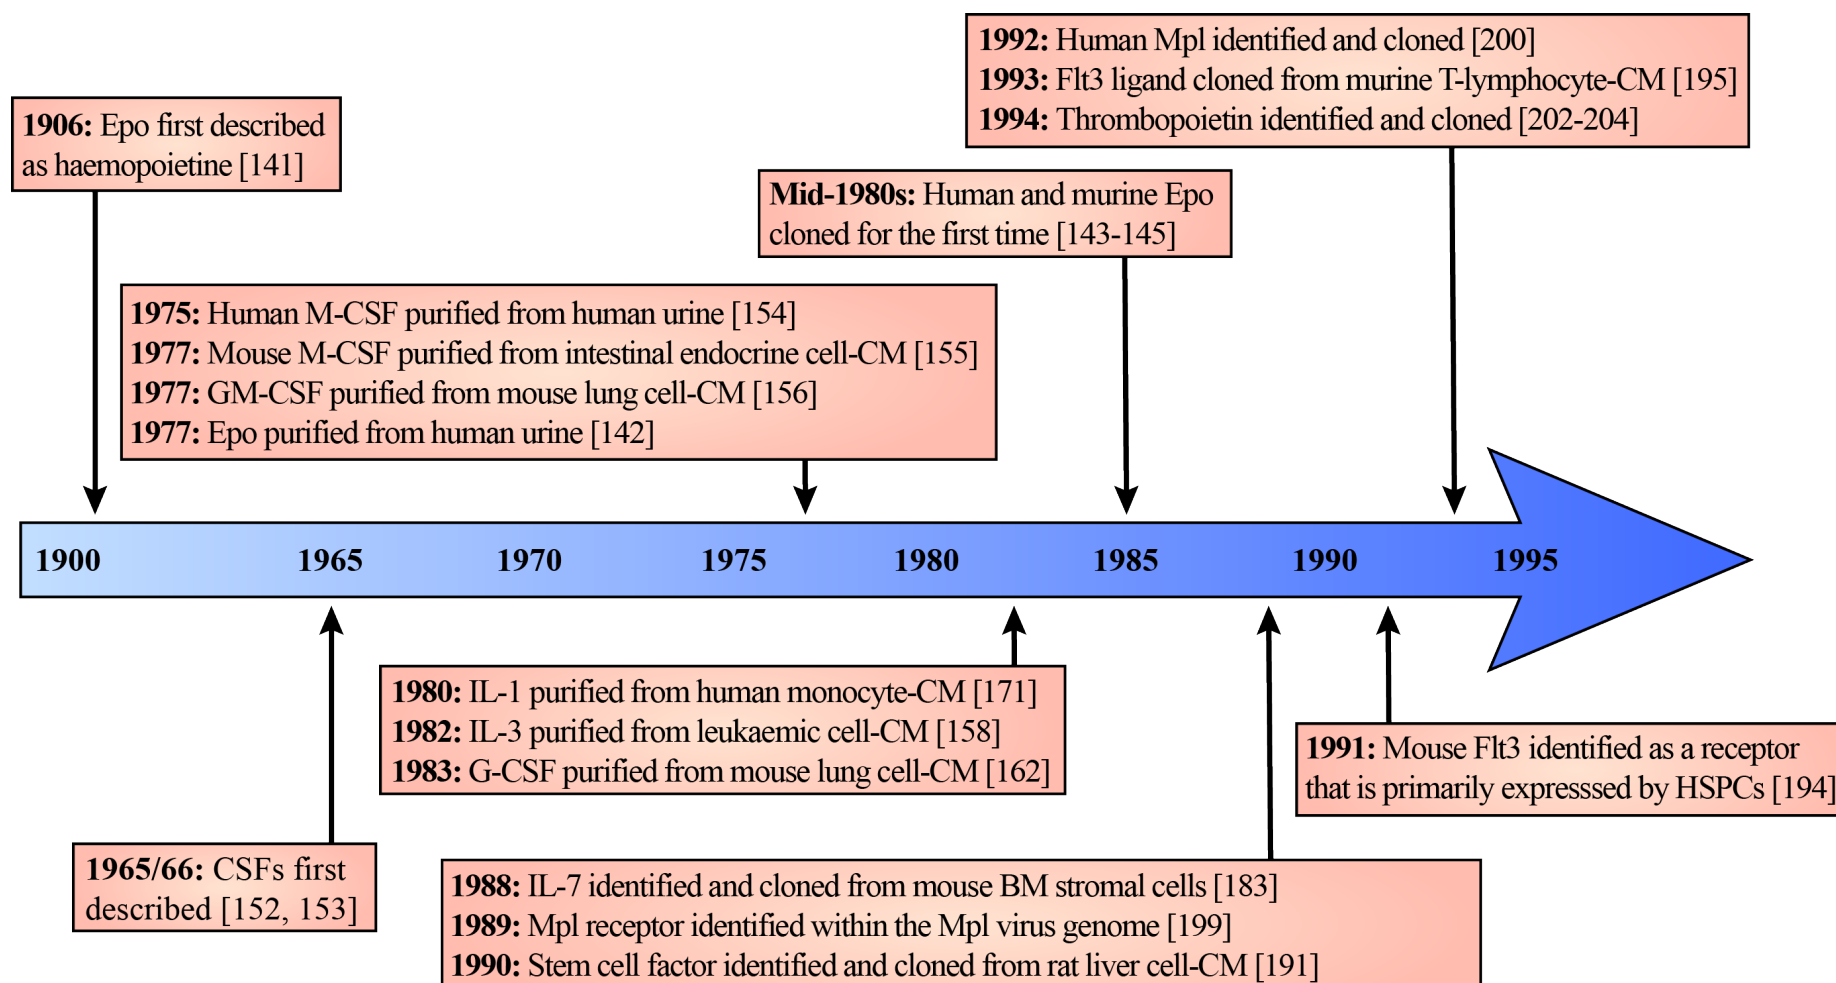 1992: Human Mpl identified and cloned [200]
1993: Flt3 ligand cloned from murine T-lymphocyte-CM [195]
1994: Thrombopoietin identified and cloned [202-204]
1906: Epo first described
as haemopoietine [141]
Mid-1980s: Human and murine Epo
cloned for the first time [143-145]
1975: Human M-CSF purified from human urine [154]
1977: Mouse M-CSF purified from intestinal endocrine cell-CM [155]
1977: GM-CSF purified from mouse lung cell-CM [156]
1977: Epo purified from human urine [142]
1900 1965 1970 1975 1980 1985 1990 1995
1980: IL-1 purified from human monocyte-CM [171]
1982: IL-3 purified from leukaemic cell-CM [158]
1983: G-CSF purified from mouse lung cell-CM [162]
1991: Mouse Flt3 identified as a receptor
that is primarily expresssed by HSPCs [194]
1965/66: CSFs first
described [152, 153]
1988: IL-7 identified and cloned from mouse BM stromal cells [183]
1989: Mpl receptor identified within the Mpl virus genome [199]
1990: Stem cell factor identified and cloned from rat liver cell-CM [191]